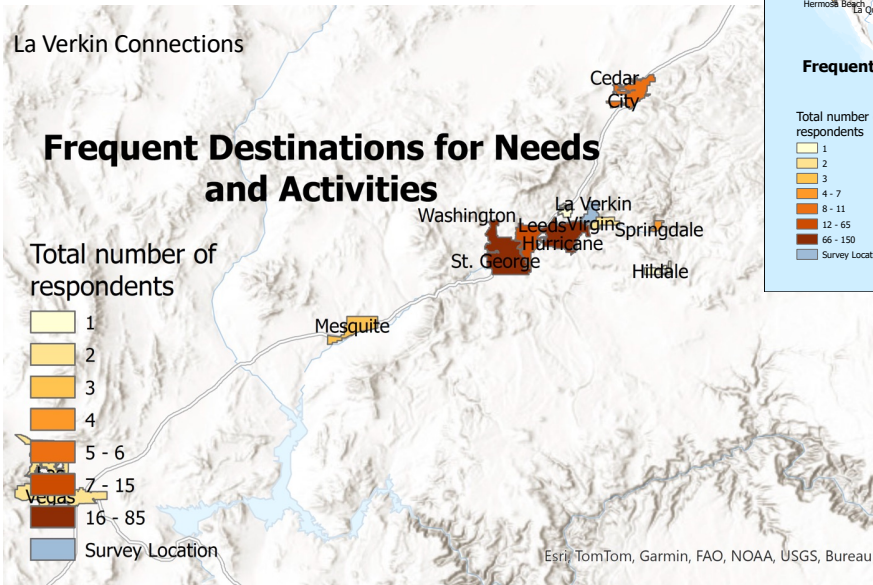 La Verkin Connections
Frequent Destinations for Needs
and Activities
Total number of
respondents
1
2
3
4
5 - 6
7 - 15
16 - 85
Survey Location
Cedar
City
La Verkin
Washington
Leeds
Virgin
Springdale
Hurricane
St. George
Hildale
Mesquite
Las
Vegas
Esri, TomTom, Garmin, FAO, NOAA, USGS, Bureau
Hermosa Beach
Frequent
Total number
respondents
1
2
3
4 - 7
8 - 11
12 - 65
66 - 150
Survey Locat